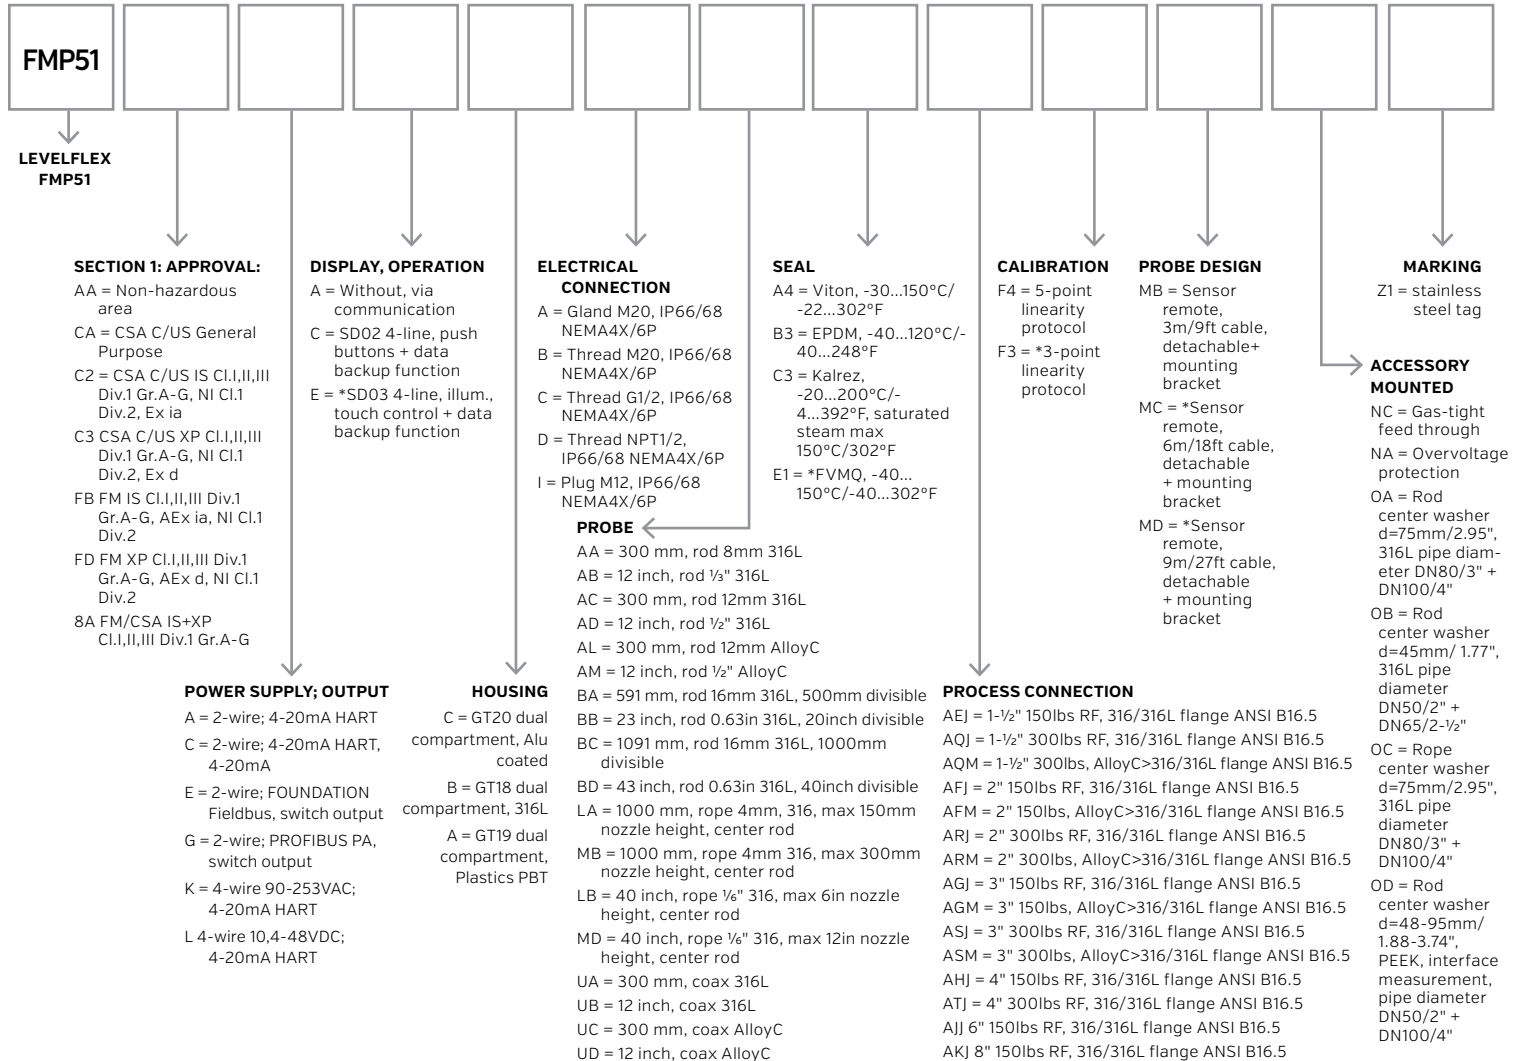 FMP51
LEVELFLEX
FMP51
SECTION 1: APPROVAL:
AA = Non-hazardous
area
CA = CSA C/US General
Purpose
C2 = CSA C/US IS Cl.I,II,III
Div.1 Gr.A-G, NI Cl.1
Div.2, Ex ia
C3 CSA C/US XP Cl.I,II,III
Div.1 Gr.A-G, NI Cl.1
Div.2, Ex d
FB FM IS Cl.I,II,III Div.1
Gr.A-G, AEx ia, NI Cl.1
Div.2
FD FM XP Cl.I,II,III Div.1
Gr.A-G, AEx d, NI Cl.1
Div.2
8A FM/CSA IS+XP
Cl.I,II,III Div.1 Gr.A-G
POWER SUPPLY; OUTPUT
A = 2-wire; 4-20mA HART
C = 2-wire; 4-20mA HART,
4-20mA
E = 2-wire; FOUNDATION
Fieldbus, switch output
G = 2-wire; PROFIBUS PA,
switch output
K = 4-wire 90-253VAC;
4-20mA HART
L 4-wire 10,4-48VDC;
4-20mA HART
DISPLAY, OPERATION
A = Without, via
communication
C = SD02 4-line, push
buttons + data
backup function
E = *SD03 4-line, illum.,
touch control + data
backup function
HOUSING
C = GT20 dual
compartment, Alu
coated
B = GT18 dual
compartment, 316L
A = GT19 dual
compartment,
Plastics PBT
ELECTRICAL
CONNECTION
A = Gland M20, IP66/68
NEMA4X/6P
B = Thread M20, IP66/68
NEMA4X/6P
C = Thread G1/2, IP66/68
NEMA4X/6P
D = Thread NPT1/2,
IP66/68 NEMA4X/6P
I = Plug M12, IP66/68
NEMA4X/6P
PROBE
AA = 300 mm, rod 8mm 316L
AB = 12 inch, rod ⅓" 316L
AC = 300 mm, rod 12mm 316L
AD = 12 inch, rod ½" 316L
AL = 300 mm, rod 12mm AlloyC
AM = 12 inch, rod ½" AlloyC
BA = 591 mm, rod 16mm 316L, 500mm divisible
BB = 23 inch, rod 0.63in 316L, 20inch divisible
BC = 1091 mm, rod 16mm 316L, 1000mm
divisible
BD = 43 inch, rod 0.63in 316L, 40inch divisible
LA = 1000 mm, rope 4mm, 316, max 150mm
nozzle height, center rod
MB = 1000 mm, rope 4mm 316, max 300mm
nozzle height, center rod
LB = 40 inch, rope ⅙" 316, max 6in nozzle
height, center rod
MD = 40 inch, rope ⅙" 316, max 12in nozzle
height, center rod
UA = 300 mm, coax 316L
UB = 12 inch, coax 316L
UC = 300 mm, coax AlloyC
UD = 12 inch, coax AlloyC
SEAL
A4 = Viton, -30...150°C/
-22...302°F
B3 = EPDM, -40...120°C/-
40...248°F
C3 = Kalrez,
-20...200°C/-
4...392°F, saturated
steam max
150°C/302°F
E1 = *FVMQ, -40...
150°C/-40...302°F
PROCESS CONNECTION
AEJ = 1-½" 150lbs RF, 316/316L flange ANSI B16.5
AQJ = 1-½" 300lbs RF, 316/316L flange ANSI B16.5
AQM = 1-½" 300lbs, AlloyC>316/316L flange ANSI B16.5
AFJ = 2" 150lbs RF, 316/316L flange ANSI B16.5
AFM = 2" 150lbs, AlloyC>316/316L flange ANSI B16.5
ARJ = 2" 300lbs RF, 316/316L flange ANSI B16.5
ARM = 2" 300lbs, AlloyC>316/316L flange ANSI B16.5
AGJ = 3" 150lbs RF, 316/316L flange ANSI B16.5
AGM = 3" 150lbs, AlloyC>316/316L flange ANSI B16.5
ASJ = 3" 300lbs RF, 316/316L flange ANSI B16.5
ASM = 3" 300lbs, AlloyC>316/316L flange ANSI B16.5
AHJ = 4" 150lbs RF, 316/316L flange ANSI B16.5
ATJ = 4" 300lbs RF, 316/316L flange ANSI B16.5
AJJ 6" 150lbs RF, 316/316L flange ANSI B16.5
AKJ 8" 150lbs RF, 316/316L flange ANSI B16.5
CALIBRATION
F4 = 5-point
linearity
protocol
F3 = *3-point
linearity
protocol
PROBE DESIGN
MB = Sensor
remote,
3m/9ft cable,
detachable+
mounting
bracket
MC = *Sensor
remote,
6m/18ft cable,
detachable
+ mounting
bracket
MD = *Sensor
remote,
9m/27ft cable,
detachable
+ mounting
bracket
MARKING
Z1 = stainless
steel tag
ACCESSORY
MOUNTED
NC = Gas-tight
feed through
NA = Overvoltage
protection
OA = Rod
center washer
d=75mm/2.95",
316L pipe diam-
eter DN80/3" +
DN100/4"
OB = Rod
center washer
d=45mm/ 1.77",
316L pipe
diameter
DN50/2" +
DN65/2-½"
OC = Rope
center washer
d=75mm/2.95",
316L pipe
diameter
DN80/3" +
DN100/4"
OD = Rod
center washer
d=48-95mm/
1.88-3.74",
PEEK, interface
measurement,
pipe diameter
DN50/2" +
DN100/4"